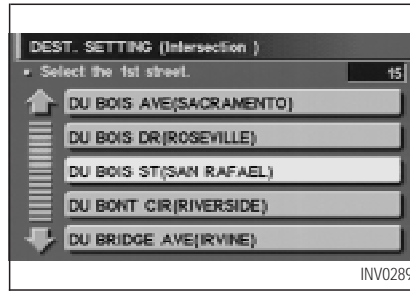 DEST. SETTING (Intersection )
Select the 1st street. 15
DU BOIS AVE(SACRAMENTO)
DU BOIS DR(ROSEVILLE)
DU BOIS ST(SAN RAFAEL)
DU BONT CIR(RIVERSIDE)
DU BRIDGE AVE(IRVINE)
INV0289